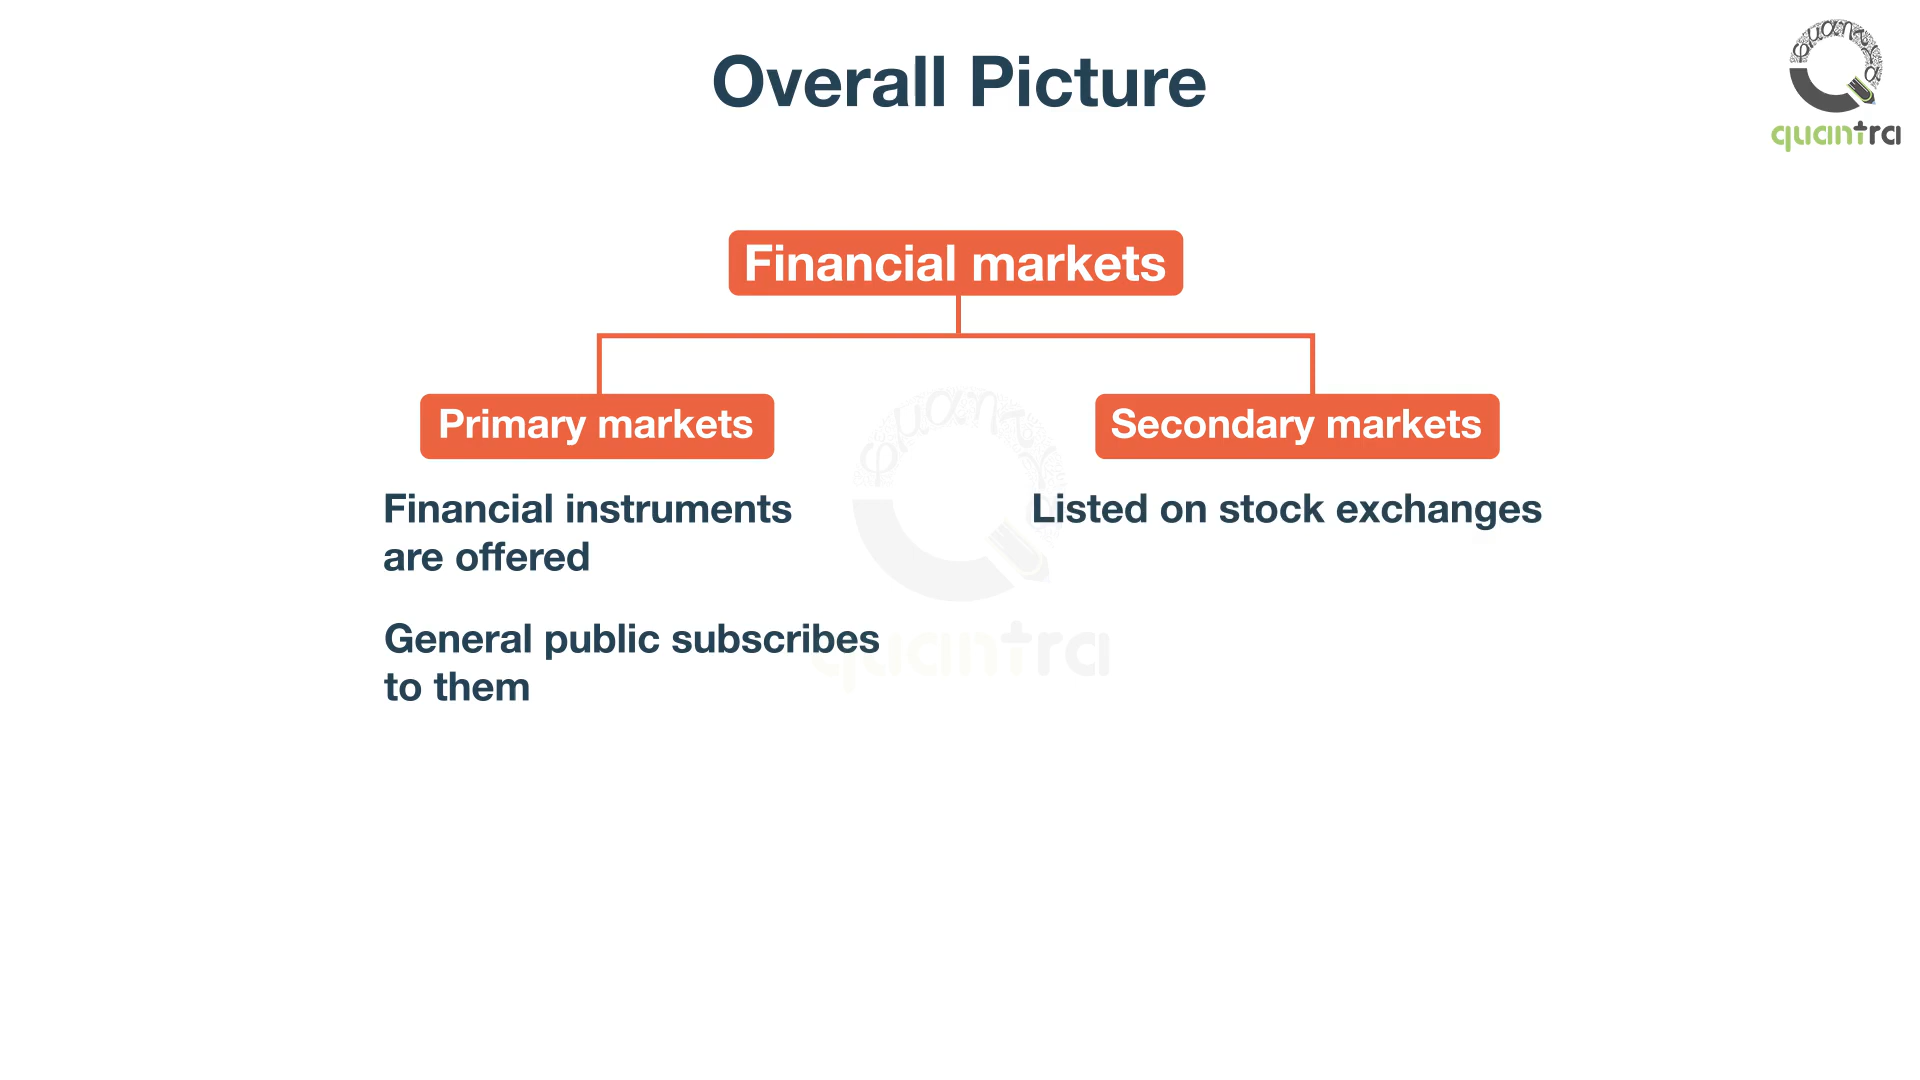 Overall Picture
quantra
Financial markets
Primary markets
Secondary markets
Financial instruments
are offered
Listed on stock exchanges
General public subscribes
to them
quantra